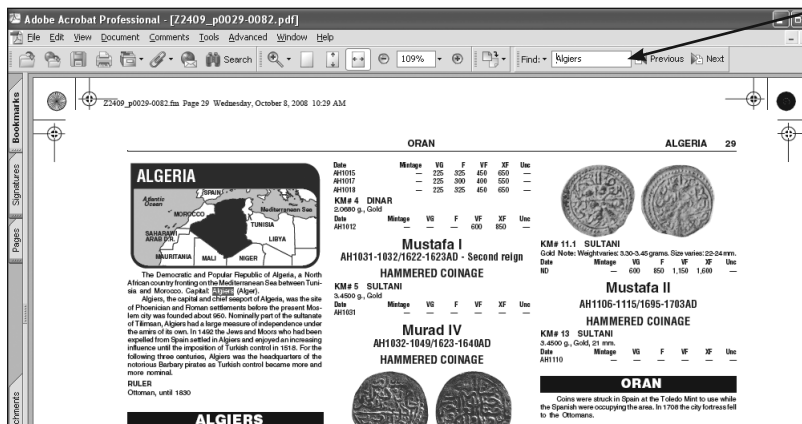 Adobe Acrobat Professional - [Z2409_p0029-0082.pdf]
File Edit View Document Comments Tools Advanced Window Help
Search 109% Find: Algiers Previous Next
Bookmarks
Signatures
Pages
chments
Z2409_p0029-0082.fm Page 29 Wednesday, October 8, 2008 10:29 AM
ORAN ALGERIA 29
ALGERIA
Atlantic
Ocean
SPAIN
Mediterranean Sea
MOROCCO
TUNISIA
SAHARAWI
ARAB D.R.
LIBYA
MAURITANIA
MALI
NIGER
The Democratic and Popular Republic of Algeria, a North
African country fronting on the Mediterranean Sea between Tuni-
sia and Morocco. Capital: Algiers (Alger).
Algiers, the capital and chief seaport of Algeria, was the site
of Phoenician and Roman settlements before the present Mos-
lem city was founded about 950. Nominally part of the sultanate
of Tilimsan, Algiers had a large measure of independence under
the amirs of its own. In 1492 the Jews and Moors who had been
expelled from Spain settled in Algiers and enjoyed an increasing
influence until the imposition of Turkish control in 1518. For the
following three centuries, Algiers was the headquarters of the
notorious Barbary pirates as Turkish control became more and
more nominal.
RULER
Ottoman, until 1830
ALGIERS
Date Mintage VG F VF XF Unc
AH1015 — 225 325 450 650 —
AH1017 — 225 300 400 550 —
AH1018 — 225 325 450 650 —
KM# 4 DINAR
2.0680 g., Gold
Date Mintage VG F VF XF Unc
AH1012 — — — 600 850 —
Mustafa I
AH1031-1032/1622-1623AD - Second reign
HAMMERED COINAGE
KM# 5 SULTANI
3.4500 g., Gold
Date Mintage VG F VF XF Unc
AH1031 — — — — — —
Murad IV
AH1032-1049/1623-1640AD
HAMMERED COINAGE
KM# 11.1 SULTANI
Gold Note: Weight varies: 3.30-3.45 grams. Size varies: 22-24 mm.
Date Mintage VG F VF XF Unc
ND — 600 850 1,150 1,600 —
Mustafa II
AH1106-1115/1695-1703AD
HAMMERED COINAGE
KM# 13 SULTANI
3.4500 g., Gold, 21 mm.
Date Mintage VG F VF XF Unc
AH1110 — — — — — —
ORAN
Coins were struck in Spain at the Toledo Mint to use while
the Spanish were occupying the area. In 1708 the city fortress fell
to the Ottomans.